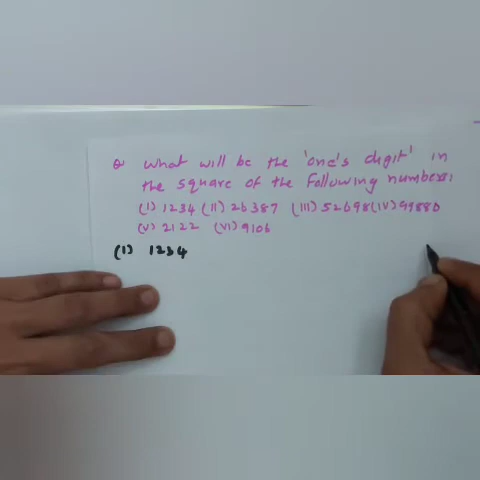 Q What will be the 'one's digit' in
the square of the following numbers:
(I) 1234 (II) 26387 (III) 52698 (IV) 99880
(V) 2122 (VI) 9106
(I) 1234